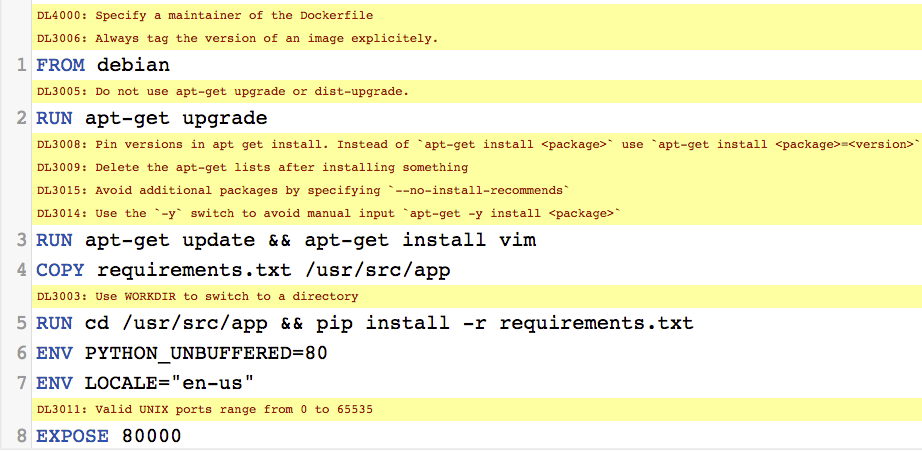 DL4000: Specify a maintainer of the Dockerfile
DL3006: Always tag the version of an image explicitely.
1 FROM debian
DL3005: Do not use apt-get upgrade or dist-upgrade.
2 RUN apt-get upgrade
DL3008: Pin versions in apt get install. Instead of `apt-get install <package>` use `apt-get install <package>=<version>`
DL3009: Delete the apt-get lists after installing something
DL3015: Avoid additional packages by specifying `--no-install-recommends`
DL3014: Use the `-y` switch to avoid manual input `apt-get -y install <package>`
3 RUN apt-get update && apt-get install vim
4 COPY requirements.txt /usr/src/app
DL3003: Use WORKDIR to switch to a directory
5 RUN cd /usr/src/app && pip install -r requirements.txt
6 ENV PYTHON_UNBUFFERED=80
7 ENV LOCALE="en-us"
DL3011: Valid UNIX ports range from 0 to 65535
8 EXPOSE 80000